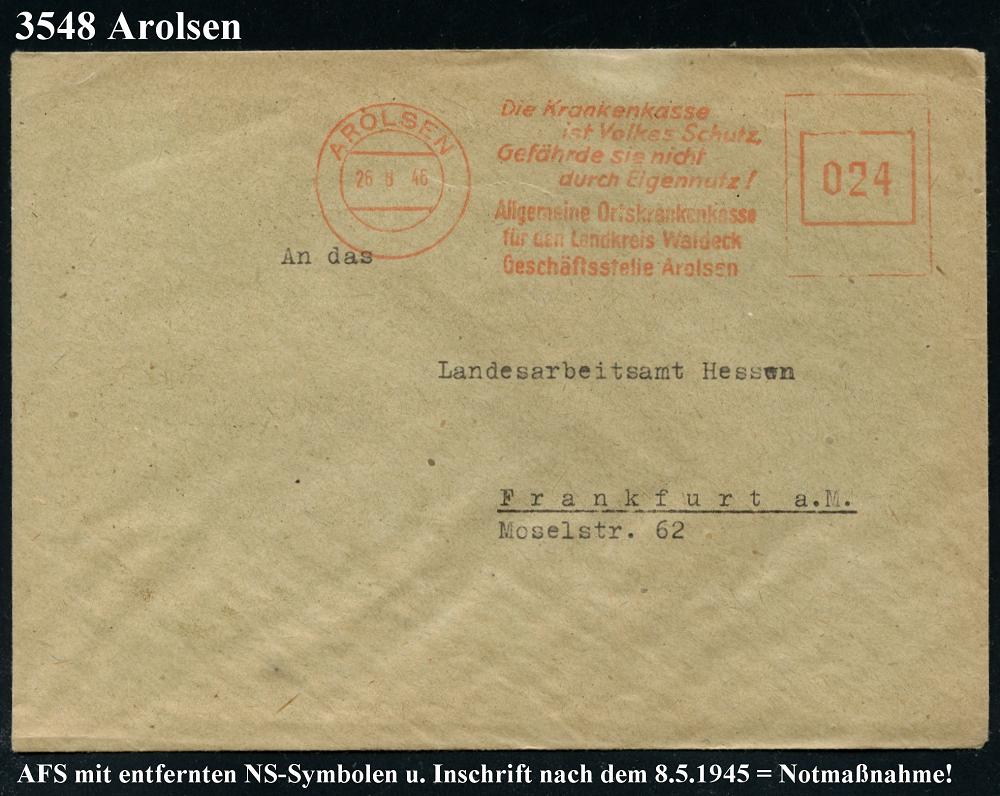 3548 Arolsen
AROLSEN
26 8 46
Die Krankenkasse
ist Volkes Schutz,
Gefährde sie nicht
durch Eigennutz!
Allgemeine Ortskrankenkasse
für den Landkreis Waldeck
Geschäftsstelle Arolsen
024
An das
Landesarbeitsamt Hessen
Frankfurt a.M.
Moselstr. 62
AFS mit entfernten NS-Symbolen u. Inschrift nach dem 8.5.1945 = Notmaßnahme!